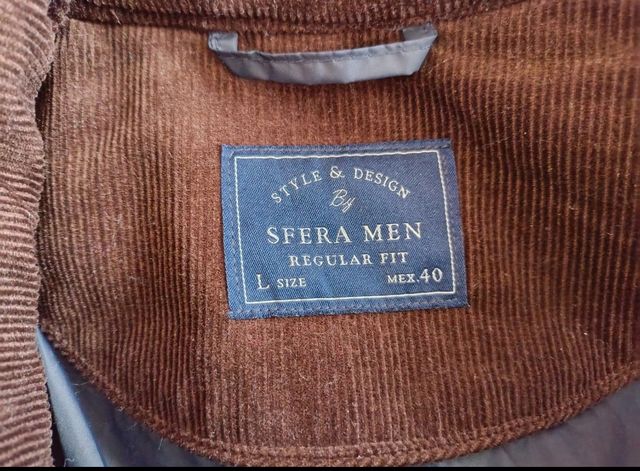 STYLE & DESIGN
By
SFERA MEN
REGULAR FIT
L SIZE MEX.40